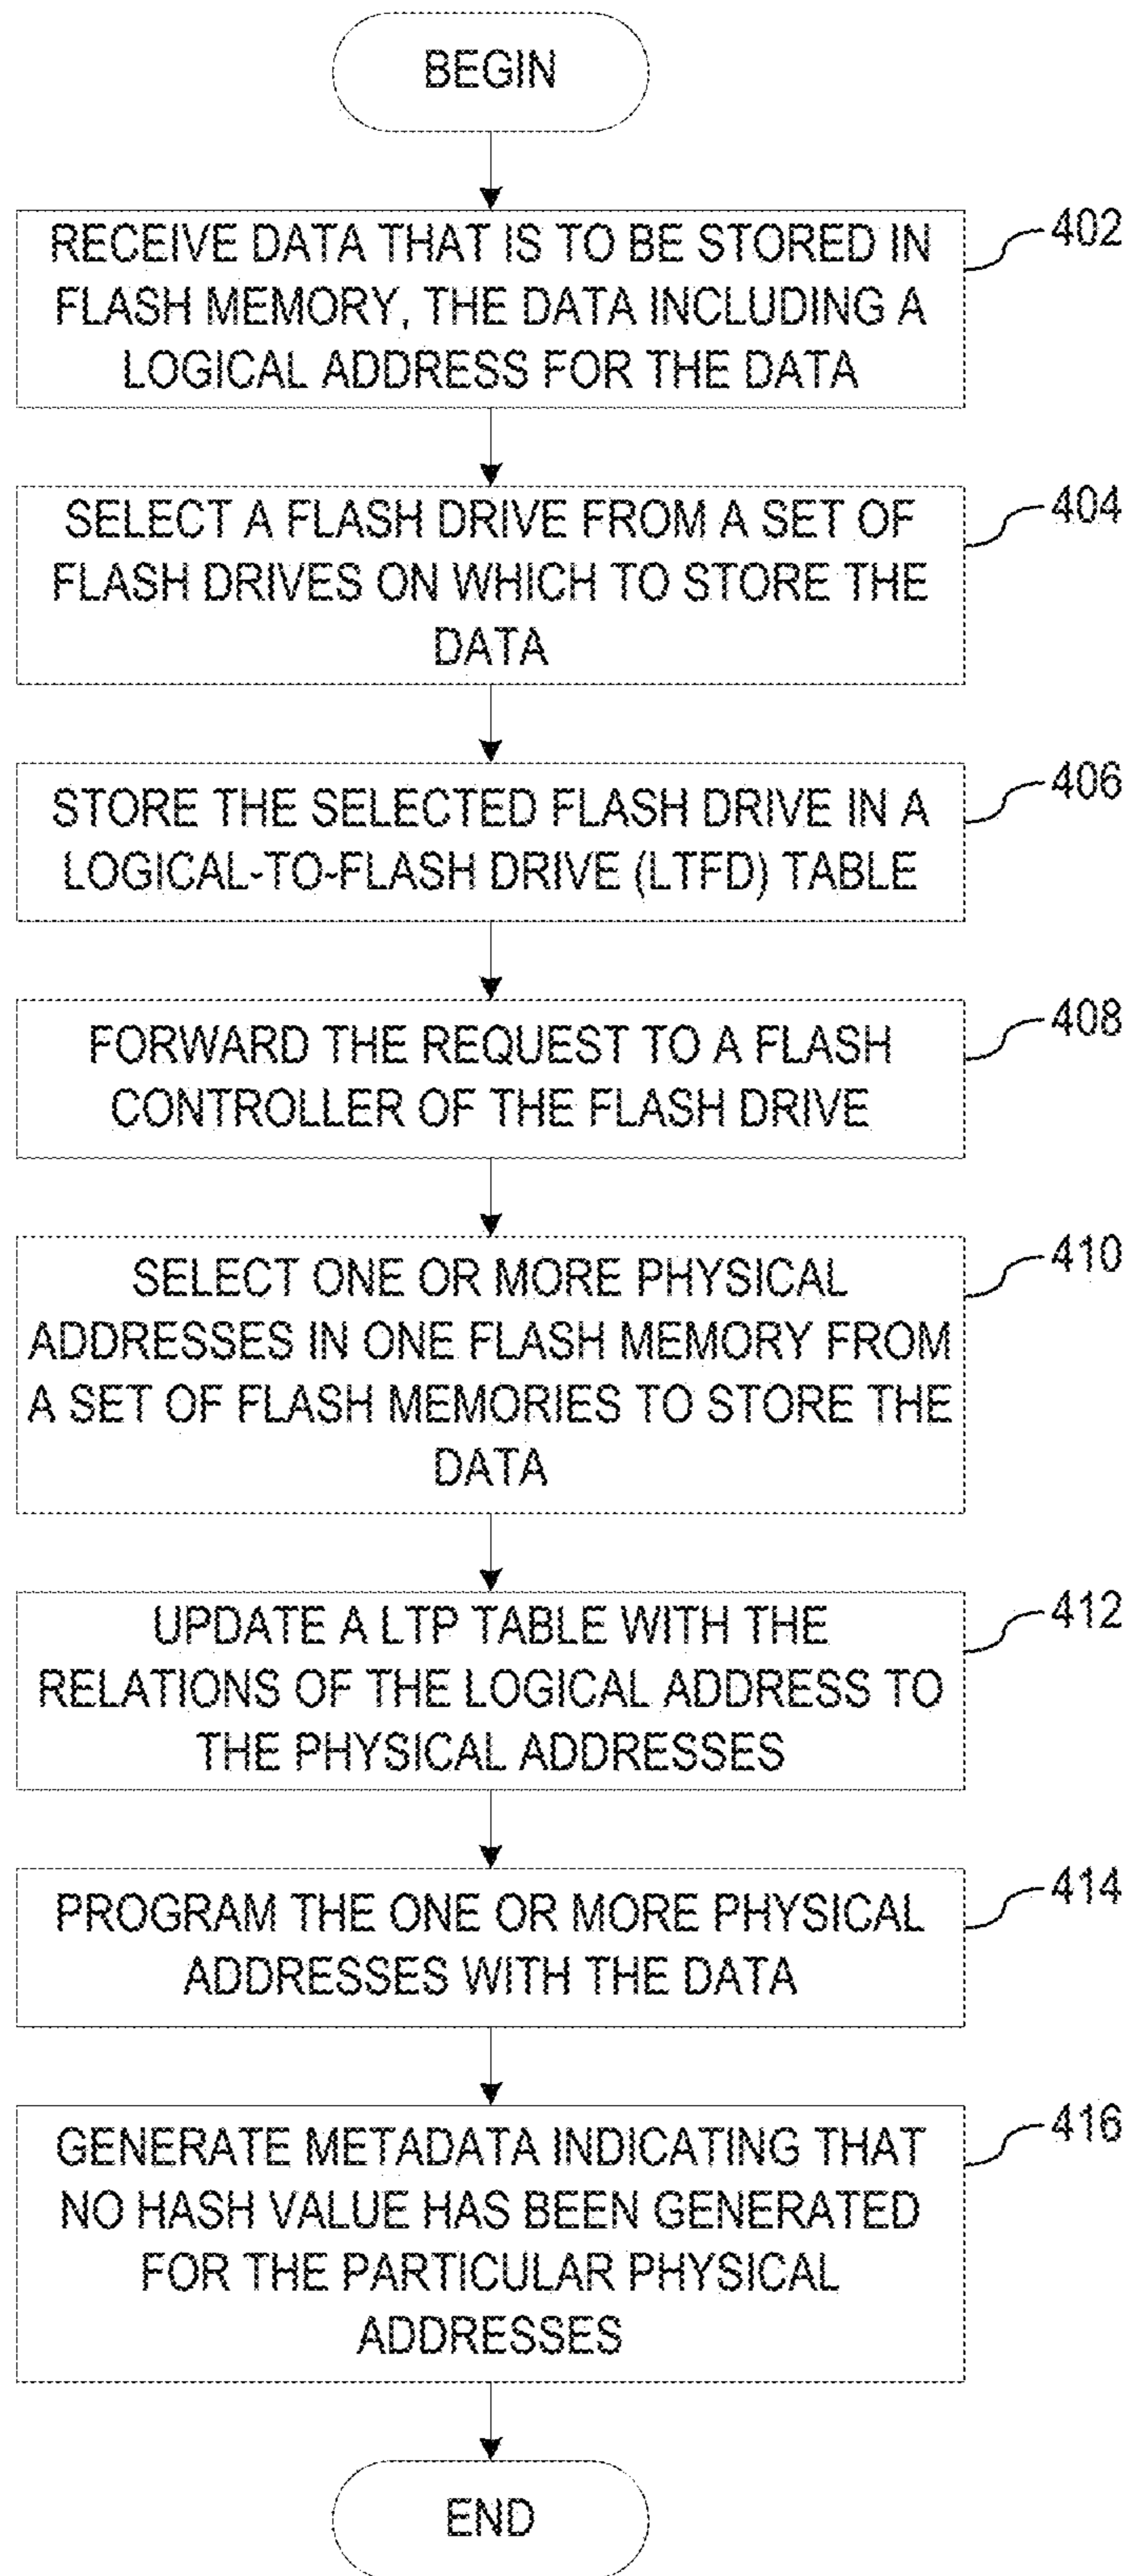 BEGIN
RECEIVE DATA THAT IS TO BE STORED IN
FLASH MEMORY, THE DATA INCLUDING A
LOGICAL ADDRESS FOR THE DATA
402
SELECT A FLASH DRIVE FROM A SET OF
FLASH DRIVES ON WHICH TO STORE THE
DATA
404
STORE THE SELECTED FLASH DRIVE IN A
LOGICAL-TO-FLASH DRIVE (LTFD) TABLE
406
FORWARD THE REQUEST TO A FLASH
CONTROLLER OF THE FLASH DRIVE
408
SELECT ONE OR MORE PHYSICAL
ADDRESSES IN ONE FLASH MEMORY FROM
A SET OF FLASH MEMORIES TO STORE THE
DATA
410
UPDATE A LTP TABLE WITH THE
RELATIONS OF THE LOGICAL ADDRESS TO
THE PHYSICAL ADDRESSES
412
PROGRAM THE ONE OR MORE PHYSICAL
ADDRESSES WITH THE DATA
414
GENERATE METADATA INDICATING THAT
NO HASH VALUE HAS BEEN GENERATED
FOR THE PARTICULAR PHYSICAL
ADDRESSES
416
END